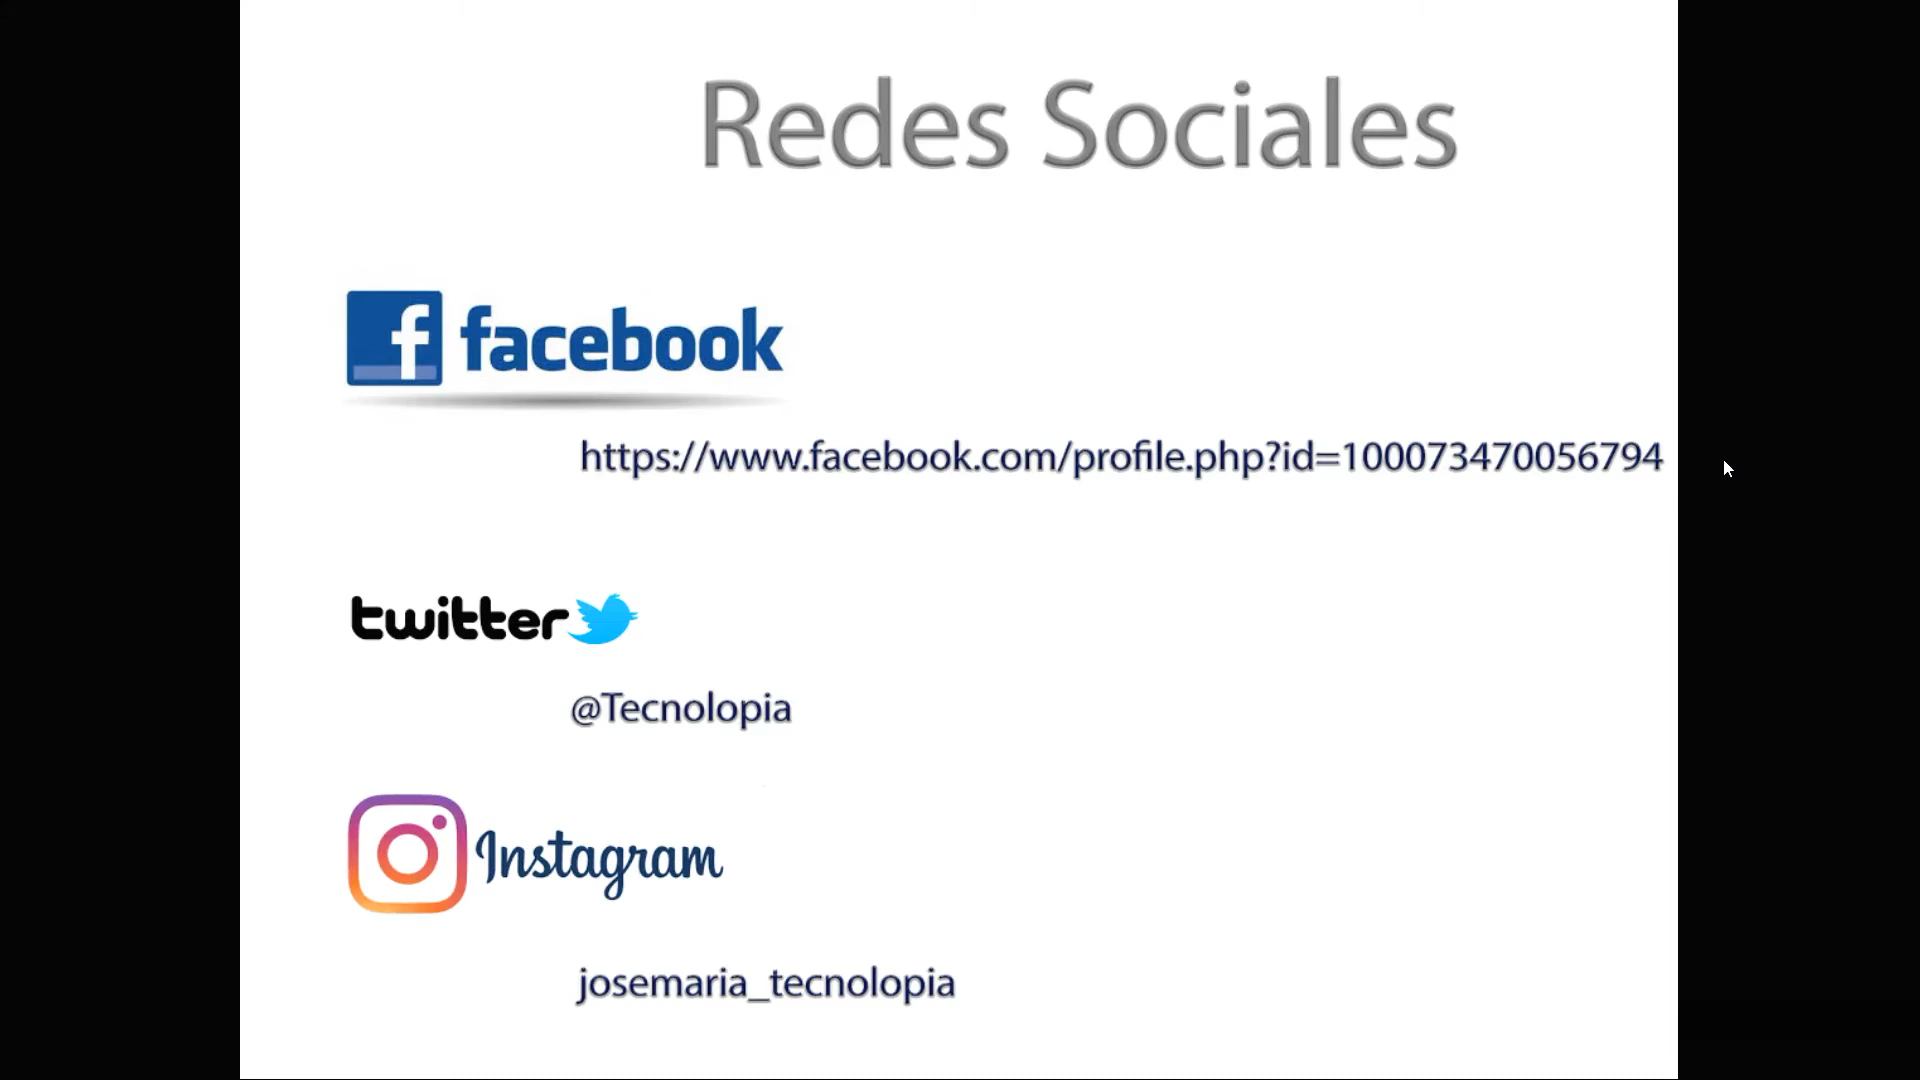 Redes Sociales
facebook
https://www.facebook.com/profile.php?id=100073470056794
twitter
@Tecnolopia
Instagram
josemaria_tecnolopia